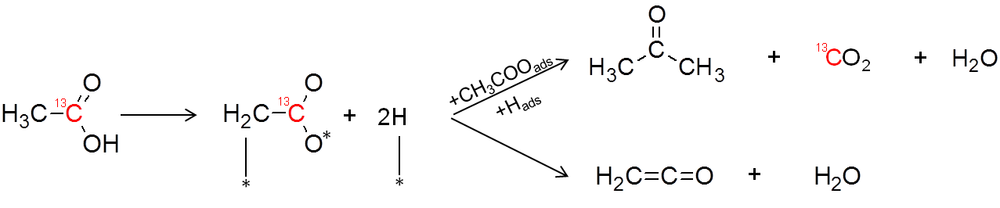 H₃C ¹³C O OH
H₂C ¹³C O O* + 2H
* *
+CH₃COOads
+Hads
O
H₃C C CH₃ + ¹³CO₂ + H₂O
H₂C=C=O + H₂O